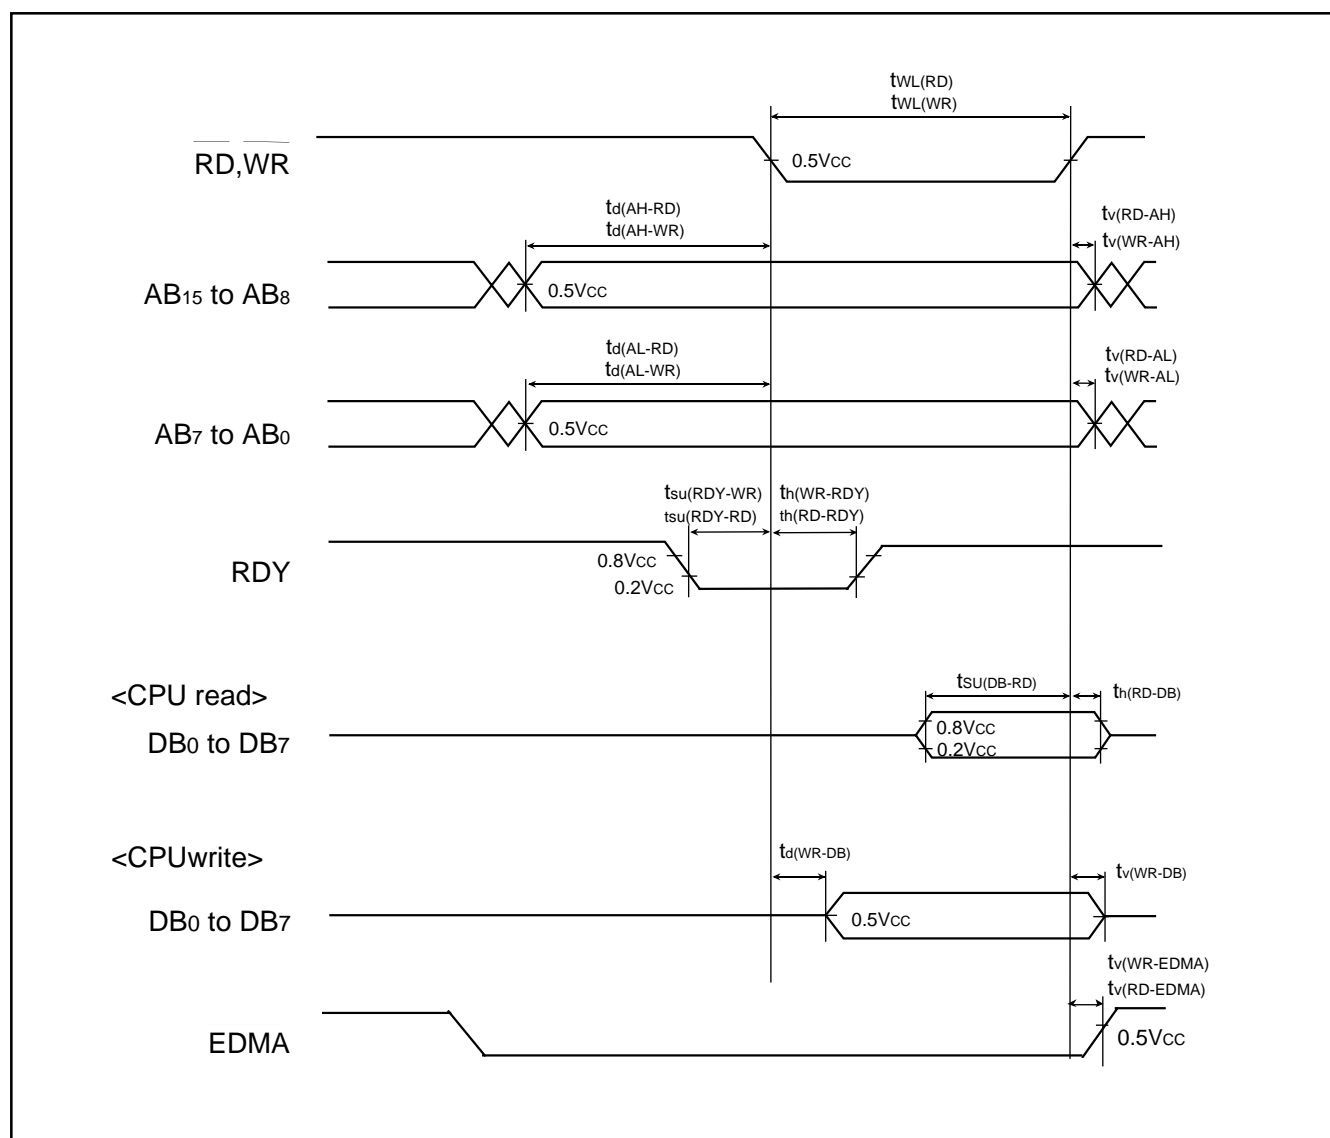 tWL(RD)
tWL(WR)
RD,WR
0.5VCC
td(AH-RD)
td(AH-WR)
tv(RD-AH)
tv(WR-AH)
AB15 to AB8
0.5VCC
td(AL-RD)
td(AL-WR)
tv(RD-AL)
tv(WR-AL)
AB7 to AB0
0.5VCC
tsu(RDY-WR)
th(WR-RDY)
tsu(RDY-RD)
th(RD-RDY)
RDY
0.8VCC
0.2VCC
<CPU read>
tSU(DB-RD)
th(RD-DB)
DB0 to DB7
0.8VCC
0.2VCC
<CPUwrite>
td(WR-DB)
tv(WR-DB)
DB0 to DB7
0.5VCC
tv(WR-EDMA)
tv(RD-EDMA)
EDMA
0.5VCC